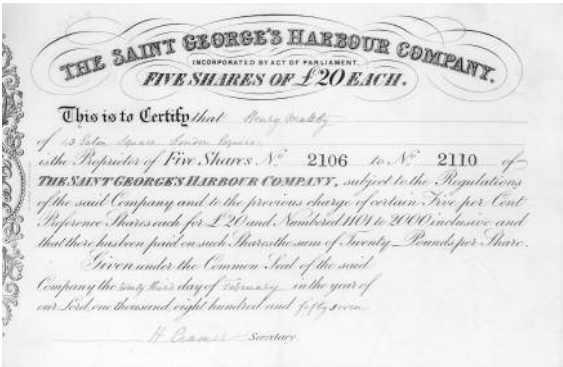 THE SAINT GEORGE'S HARBOUR COMPANY.
INCORPORATED BY ACT OF PARLIAMENT.
FIVE SHARES OF £20 EACH.
This is to Certify that Henry Maltby
of 13 Eaton Square London Esquire
is the Proprietor of Five Shares No. 2106 to No. 2110 of
THE SAINT GEORGE'S HARBOUR COMPANY, subject to the Regulations
of the said Company and to the previous charge of certain Five per Cent
Preference Shares each for £20 and Numbered 1401 to 2000 inclusive and
that there has been paid on such Shares the sum of Twenty Pounds per Share.
Given under the Common Seal of the said
Company the twenty third day of February in the year of
our Lord, one thousand, eight hundred and fifty seven
H. Secretary.